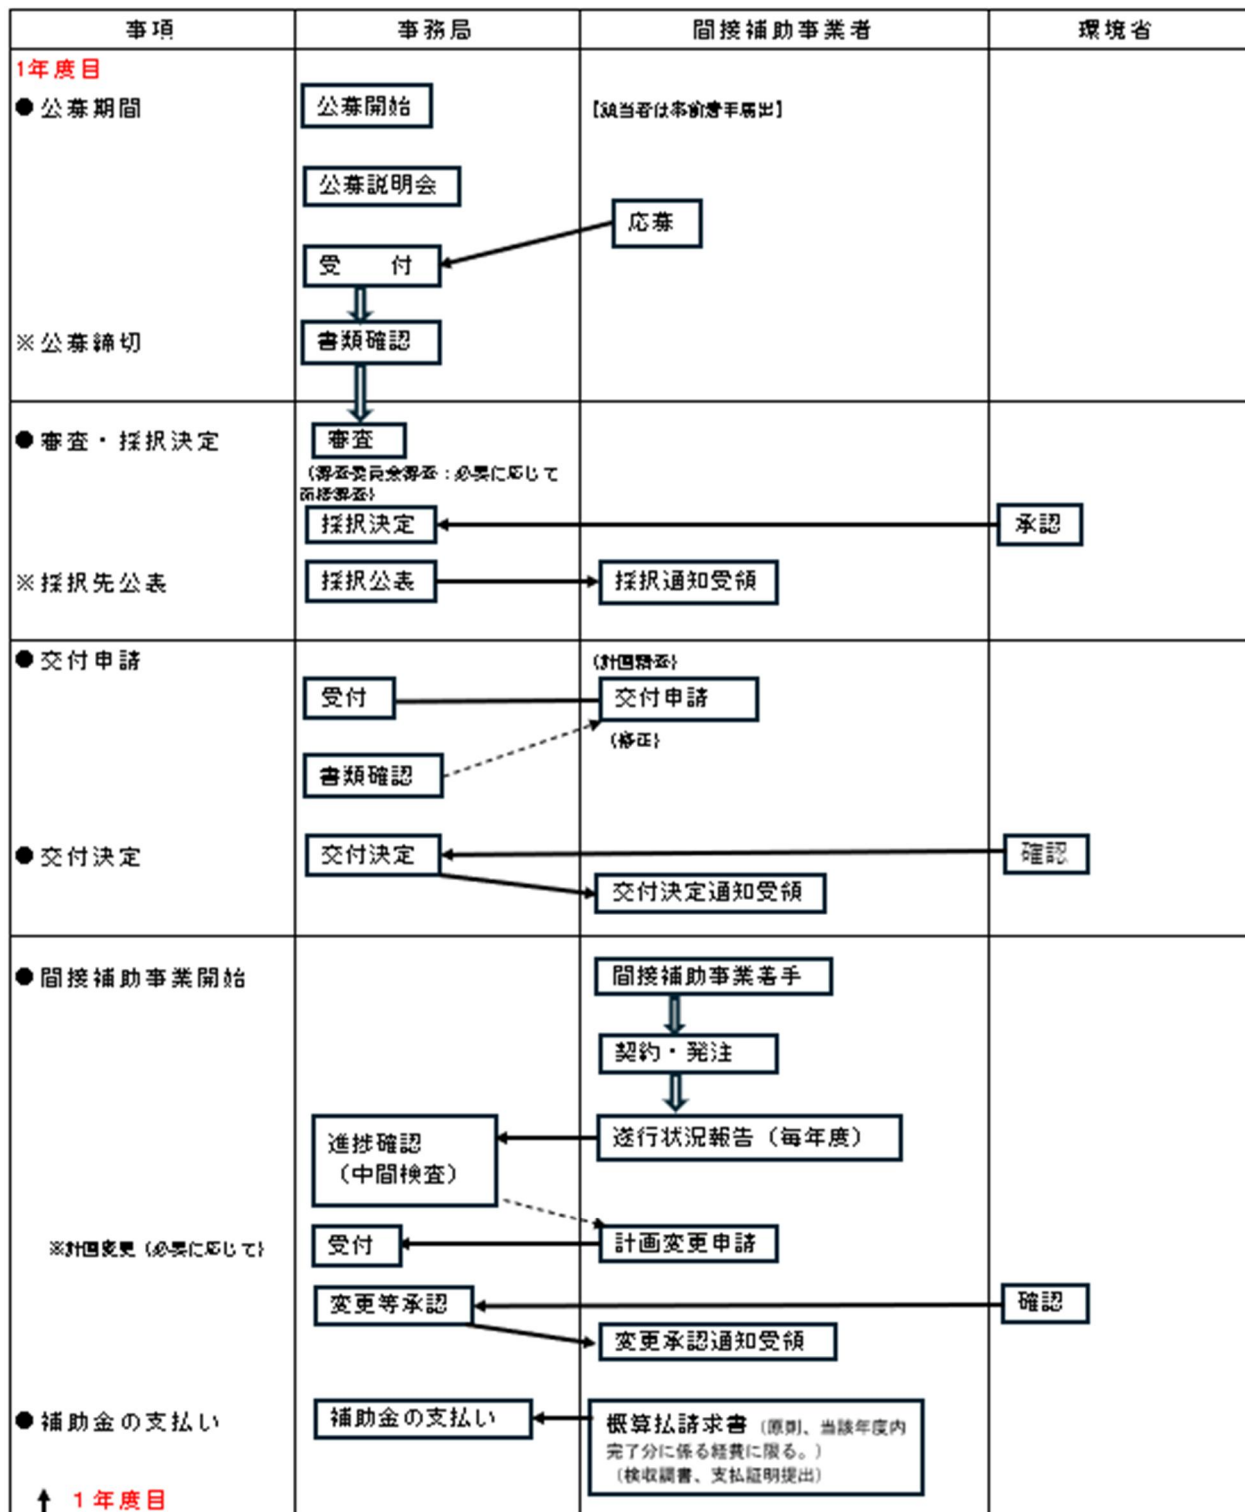 事項 事務局 間接補助事業者 環境省
1年度目
●公募期間 公募開始
公募説明会
応募
受 付
※公募締切 書類確認
●審査・採択決定 審査
（審査委員会審査：必要に応じて
面接審査）
採択決定 承認
※採択先公表 採択公表 採択通知受領
●交付申請 （計画精査）
受付 交付申請
（修正）
書類確認
●交付決定 交付決定 確認
交付決定通知受領
●間接補助事業開始 間接補助事業着手
契約・発注
進捗確認 遂行状況報告（毎年度）
（中間検査）
※計画変更（必要に応じて） 受付 計画変更申請
変更等承認 確認
変更承認通知受領
●補助金の支払い 補助金の支払い 概算払請求書（原則、当該年度内
完了分に係る経費に限る。）
（検収調書、支払証明提出）
1年度目